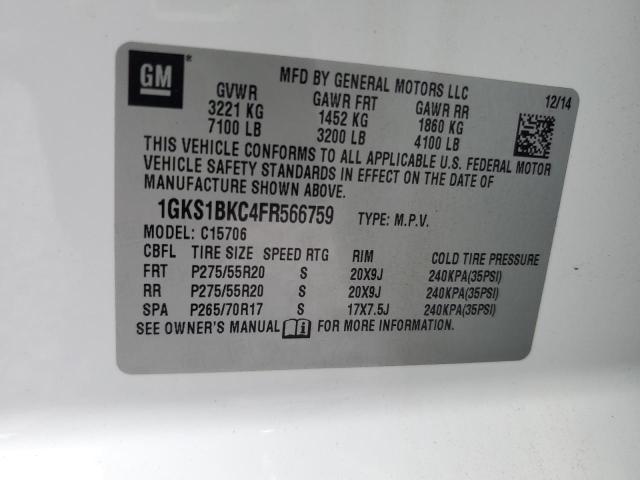 GM ®
MFD BY GENERAL MOTORS LLC
12/14
GVWR GAWR FRT GAWR RR
3221 KG 1452 KG 1860 KG
7100 LB 3200 LB 4100 LB
THIS VEHICLE CONFORMS TO ALL APPLICABLE U.S. FEDERAL MOTOR
VEHICLE SAFETY STANDARDS IN EFFECT ON THE DATE OF
MANUFACTURE SHOWN ABOVE.
1GKS1BKC4FR566759 TYPE: M.P.V.
MODEL: C15706
CBFL TIRE SIZE SPEED RTG RIM COLD TIRE PRESSURE
FRT P275/55R20 S 20X9J 240KPA(35PSI)
RR P275/55R20 S 20X9J 240KPA(35PSI)
SPA P265/70R17 S 17X7.5J 240KPA(35PSI)
SEE OWNER'S MANUAL FOR MORE INFORMATION.